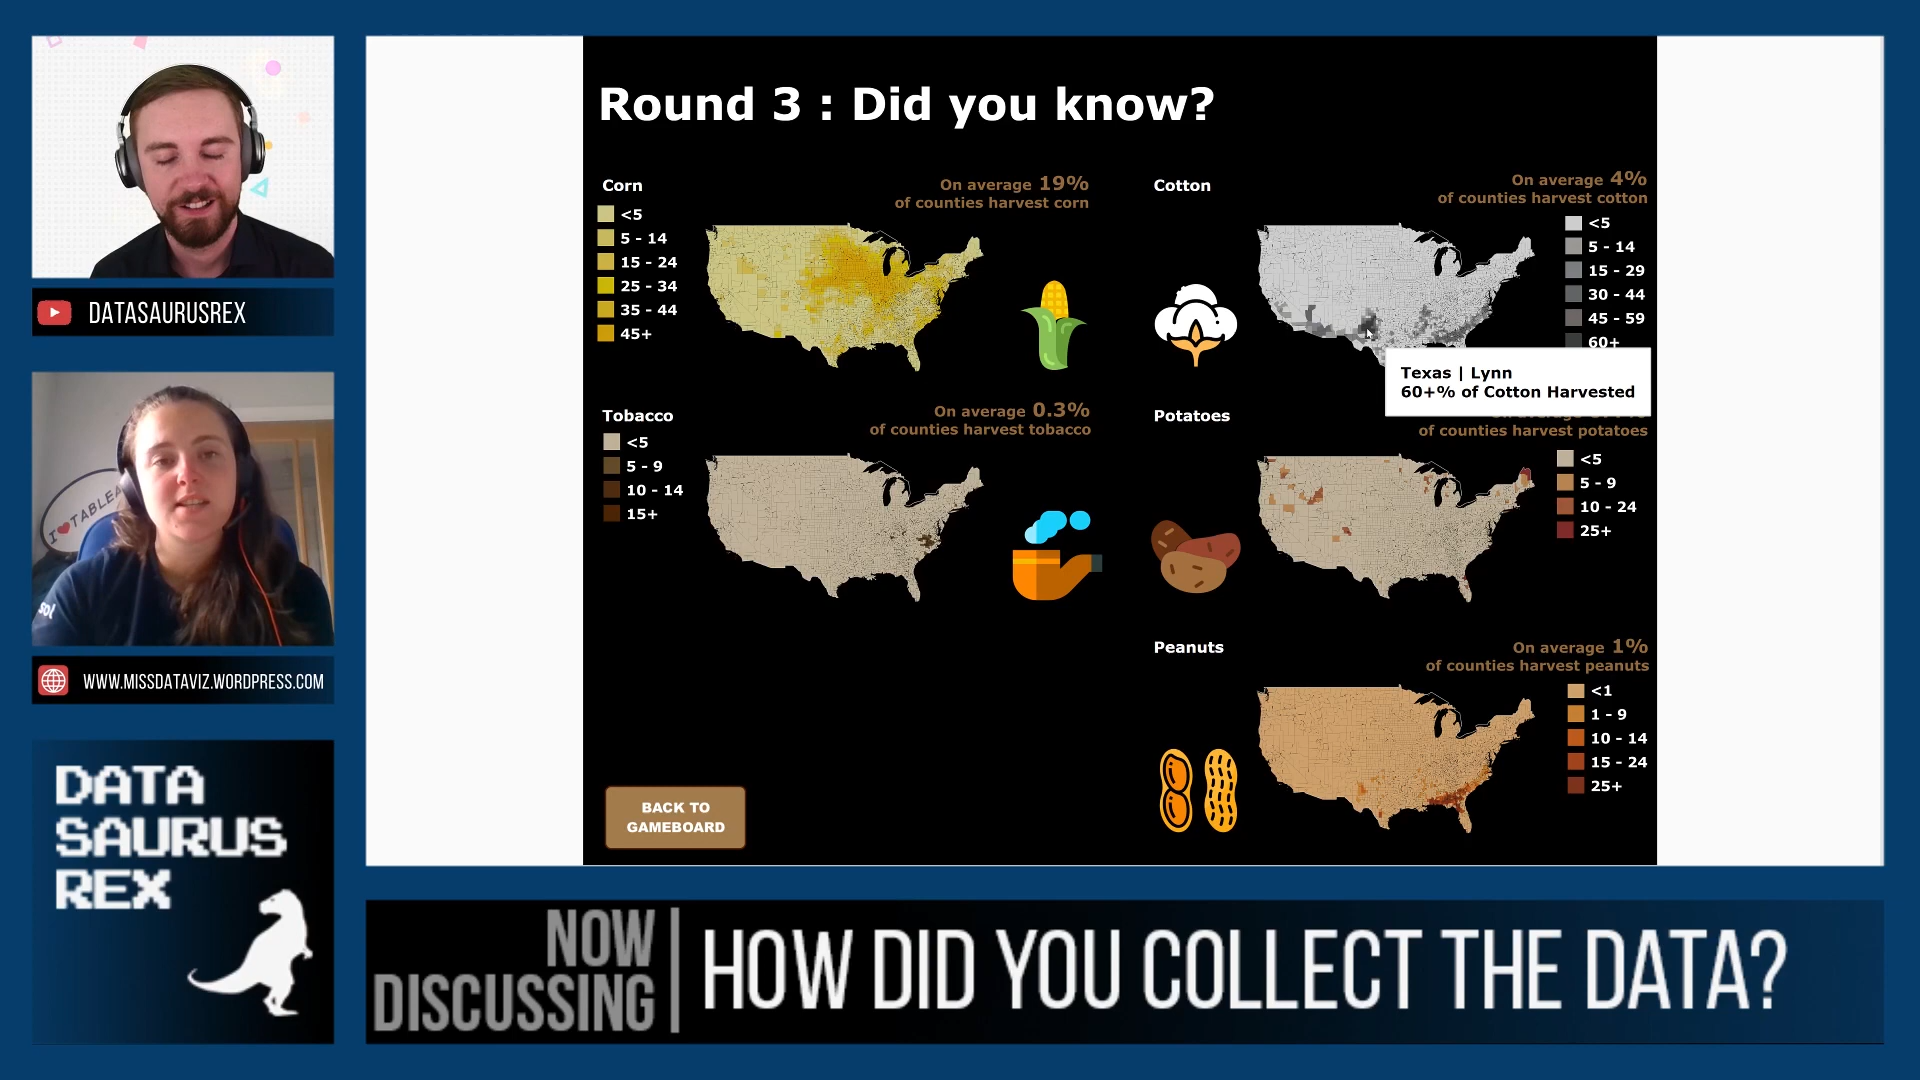 DATASAURUSREX
I ❤ TABLEA
sol
WWW.MISSDATAVIZ.WORDPRESS.COM
DATA
SAURUS
REX
Round 3 : Did you know?
Corn
On average 19%
of counties harvest corn
<5
5 - 14
15 - 24
25 - 34
35 - 44
45+
Cotton
On average 4%
of counties harvest cotton
<5
5 - 14
15 - 29
30 - 44
45 - 59
60+
Texas | Lynn
60+% of Cotton Harvested
Tobacco
On average 0.3%
of counties harvest tobacco
<5
5 - 9
10 - 14
15+
Potatoes
of counties harvest potatoes
<5
5 - 9
10 - 24
25+
Peanuts
On average 1%
of counties harvest peanuts
<1
1 - 9
10 - 14
15 - 24
25+
BACK TO
GAMEBOARD
NOW
DISCUSSING
HOW DID YOU COLLECT THE DATA?